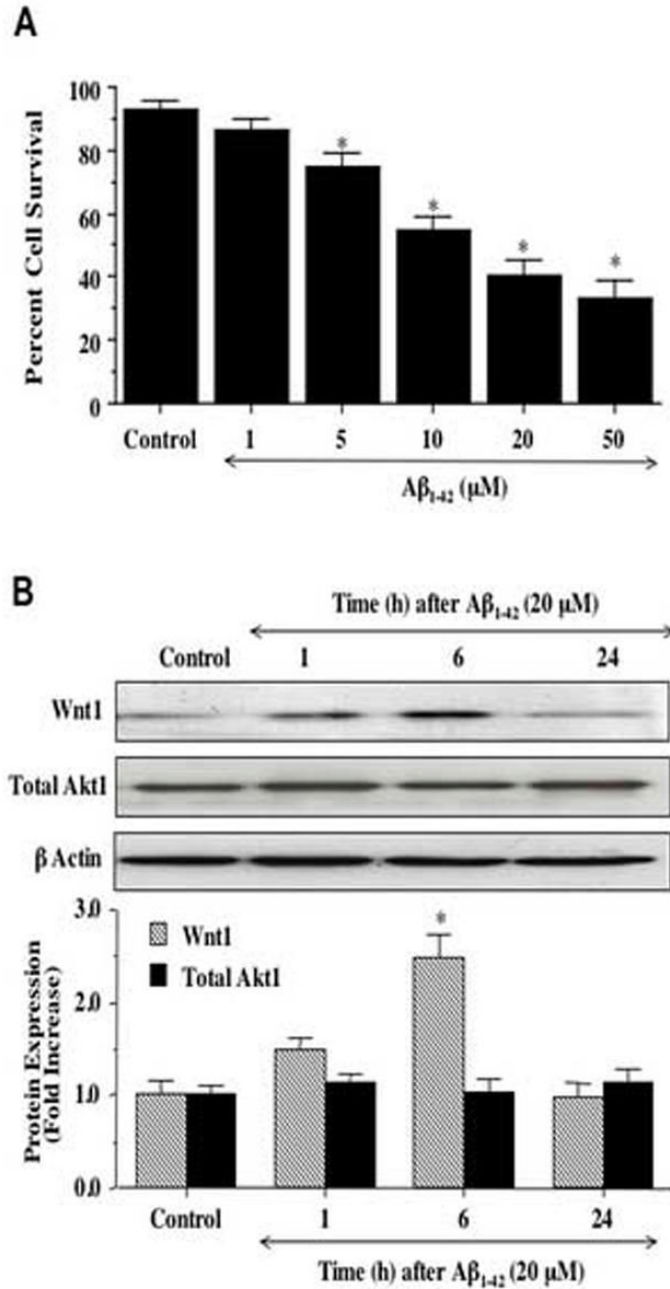 A
Percent Cell Survival
100
80
60
40
20
0
*
*
*
*
Control 1 5 10 20 50
Aβ1-42 (μM)
B
Time (h) after Aβ1-42 (20 μM)
Control 1 6 24
Wnt1
Total Akt1
β Actin
Protein Expression
(Fold Increase)
3.0
2.0
1.0
0.0
Wnt1
Total Akt1
*
Control 1 6 24
Time (h) after Aβ1-42 (20 μM)